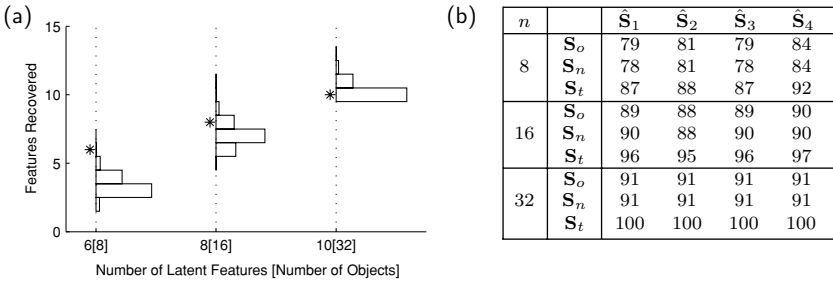 (a)
15
10
5
0
Features Recovered
6[8] 8[16] 10[32]
Number of Latent Features [Number of Objects]
(b)
n Ŝ1 Ŝ2 Ŝ3 Ŝ4
So 79 81 79 84
8 Sn 78 81 78 84
St 87 88 87 92
So 89 88 89 90
16 Sn 90 88 90 90
St 96 95 96 97
So 91 91 91 91
32 Sn 91 91 91 91
St 100 100 100 100